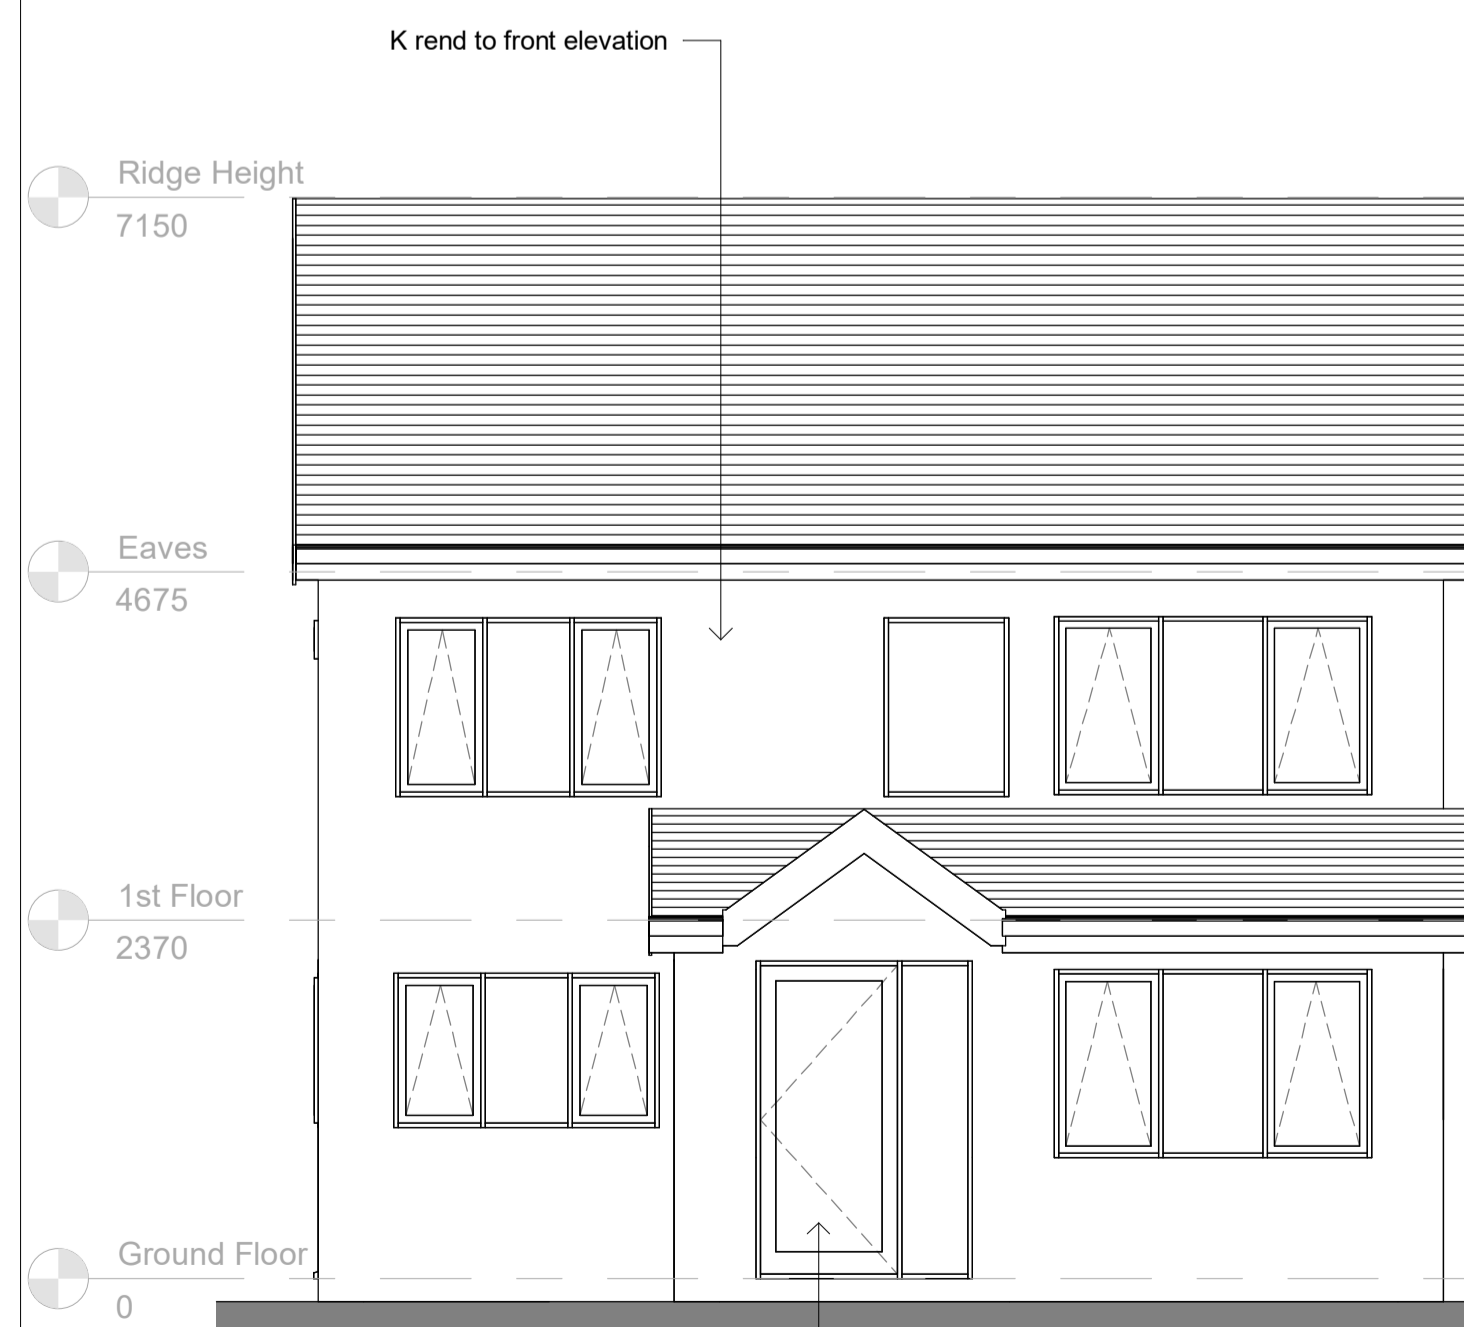 K rend to front elevation
Ridge Height
7150
Eaves
4675
1st Floor
2370
Ground Floor
0